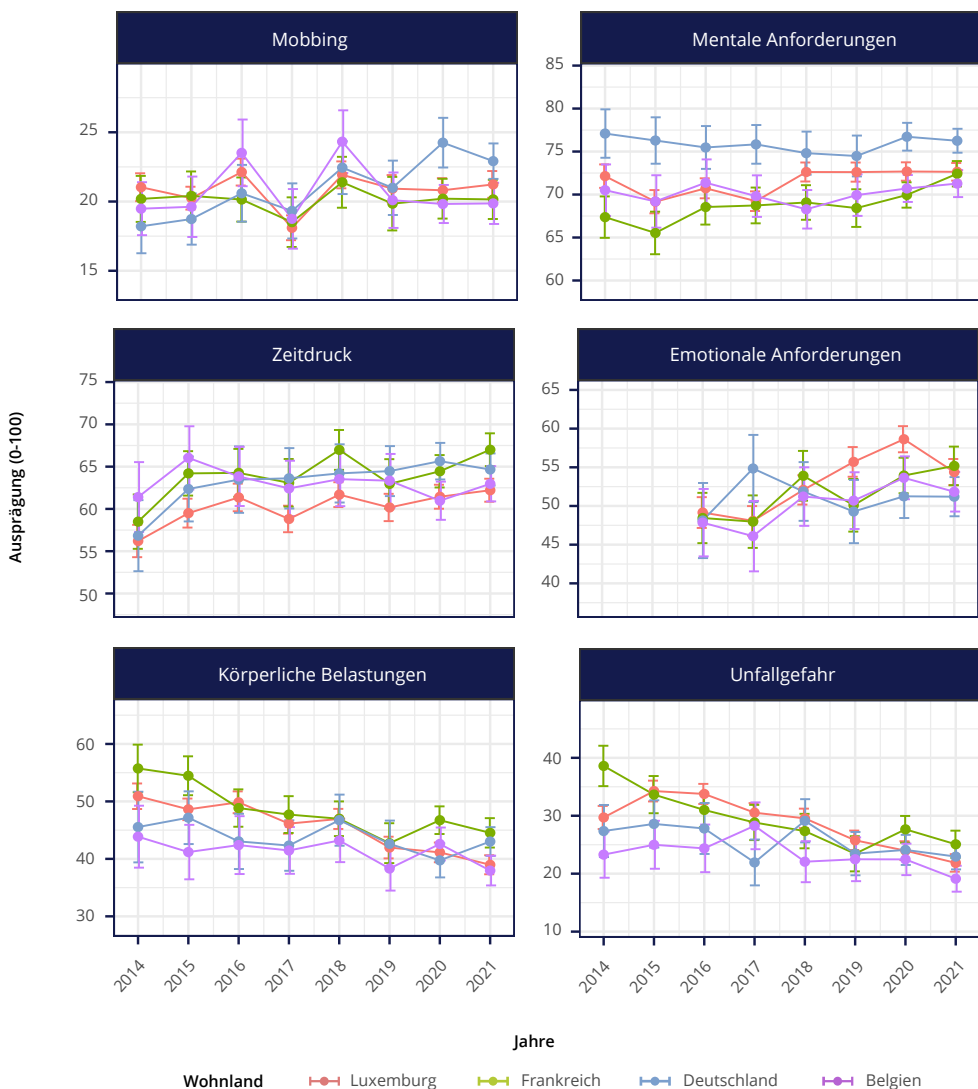 Mobbing
Mentale Anforderungen
25
20
15
85
80
75
70
65
60
Zeitdruck
Emotionale Anforderungen
Ausprägung (0-100)
75
70
65
60
55
50
65
60
55
50
45
40
Körperliche Belastungen
Unfallgefahr
60
50
40
30
40
30
20
10
2014 2015 2016 2017 2018 2019 2020 2021
2014 2015 2016 2017 2018 2019 2020 2021
Jahre
Wohnland Luxemburg Frankreich Deutschland Belgien